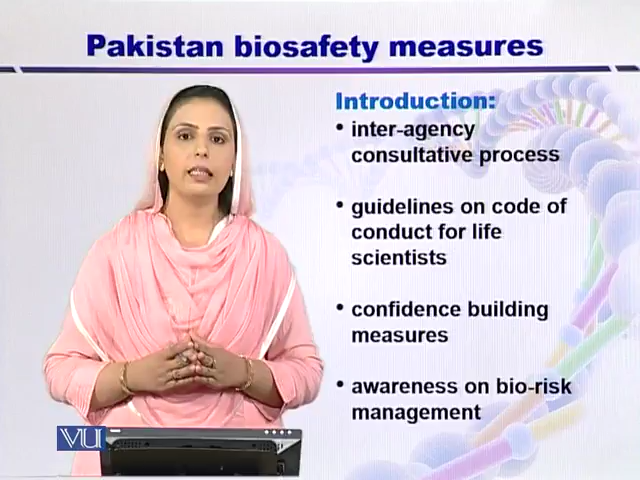 Pakistan biosafety measures
Introduction:
• inter-agency
consultative process
• guidelines on code of
conduct for life
scientists
• confidence building
measures
• awareness on bio-risk
management
VU